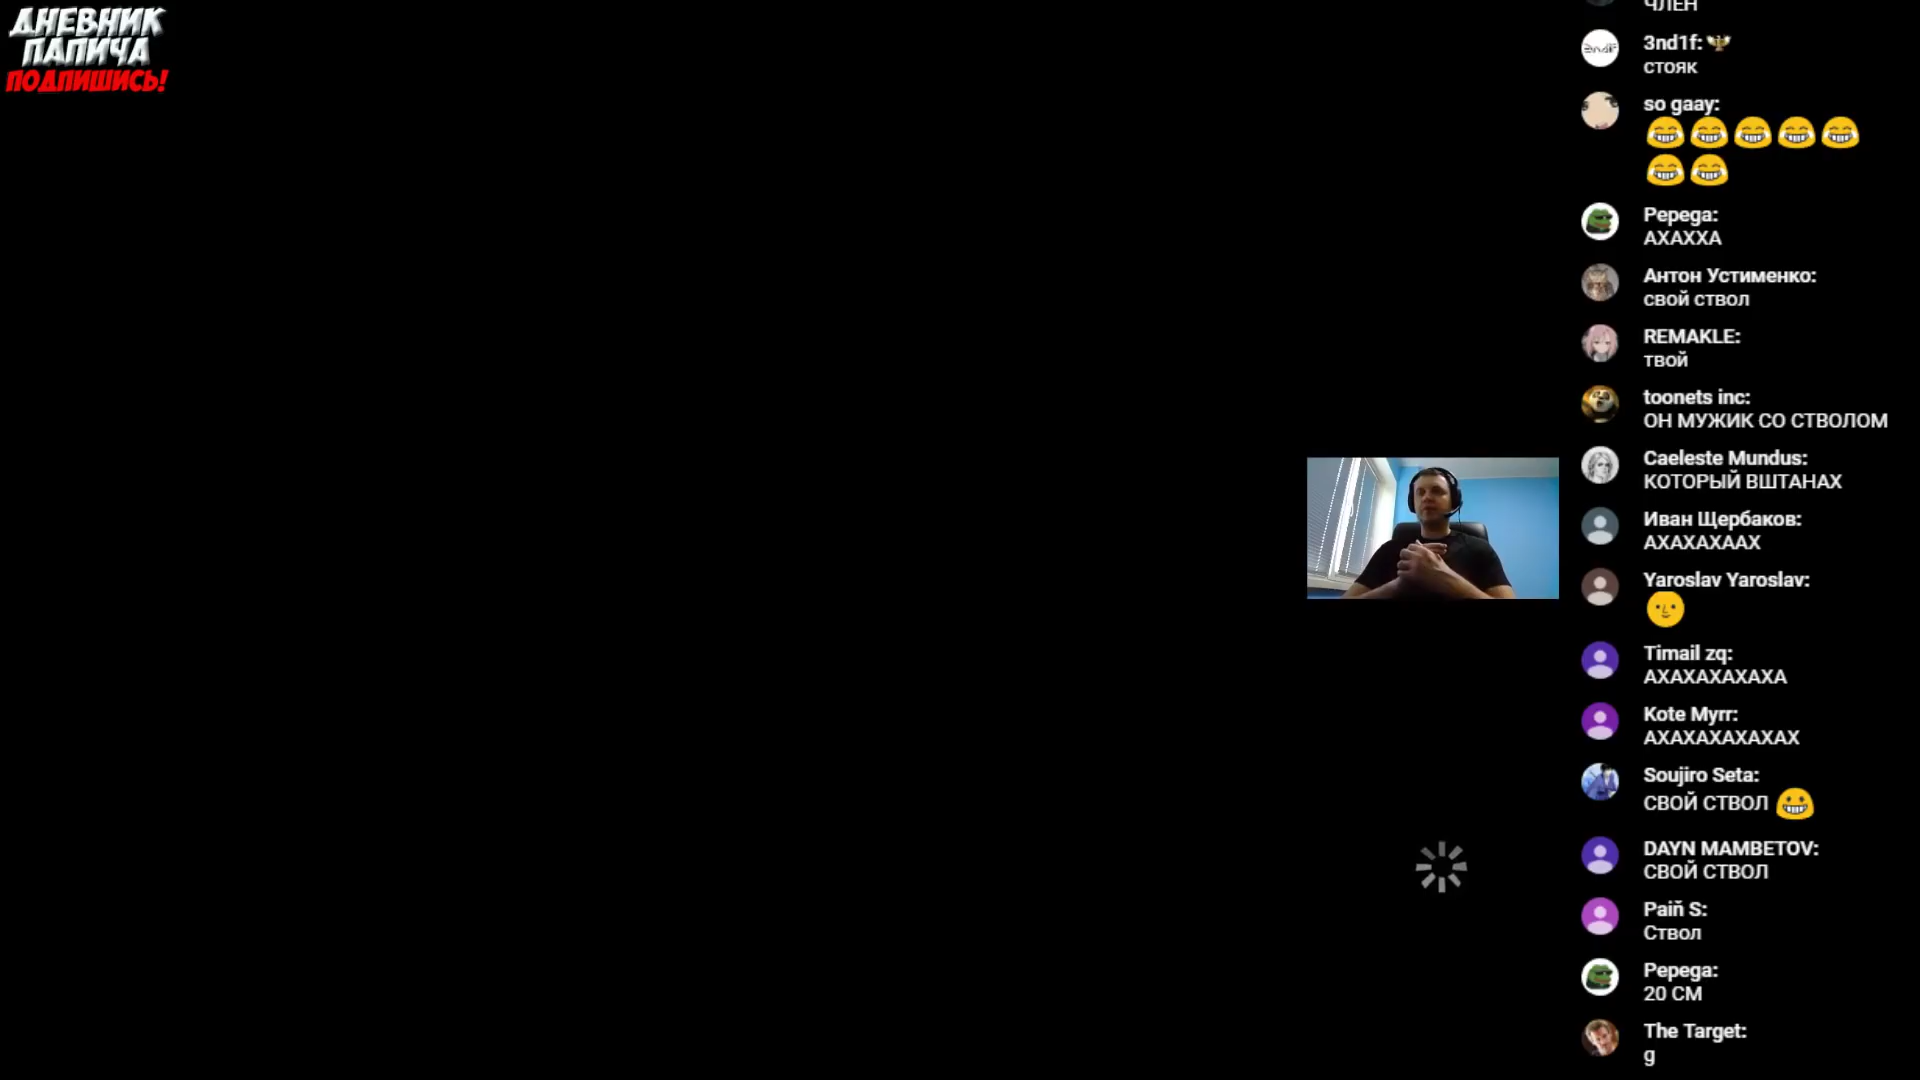 ДНЕВНИК
ПАПИЧА
ПОДПИШИСЬ!
ЧЛЕН
3nd1f:
стояк
so gaay:
Pepega:
АХАХХА
Антон Устименко:
свой ствол
REMAKLE:
твой
toonets inc:
ОН МУЖИК СО СТВОЛОМ
Caeleste Mundus:
КОТОРЫЙ ВШТАНАХ
Иван Щербаков:
АХАХАХААХ
Yaroslav Yaroslav:
Timail zq:
АХАХАХАХАХА
Kote Myrr:
АХАХАХАХАХАХ
Soujiro Seta:
СВОЙ СТВОЛ
DAYN MAMBETOV:
СВОЙ СТВОЛ
Paiň S:
Ствол
Pepega:
20 СМ
The Target:
g